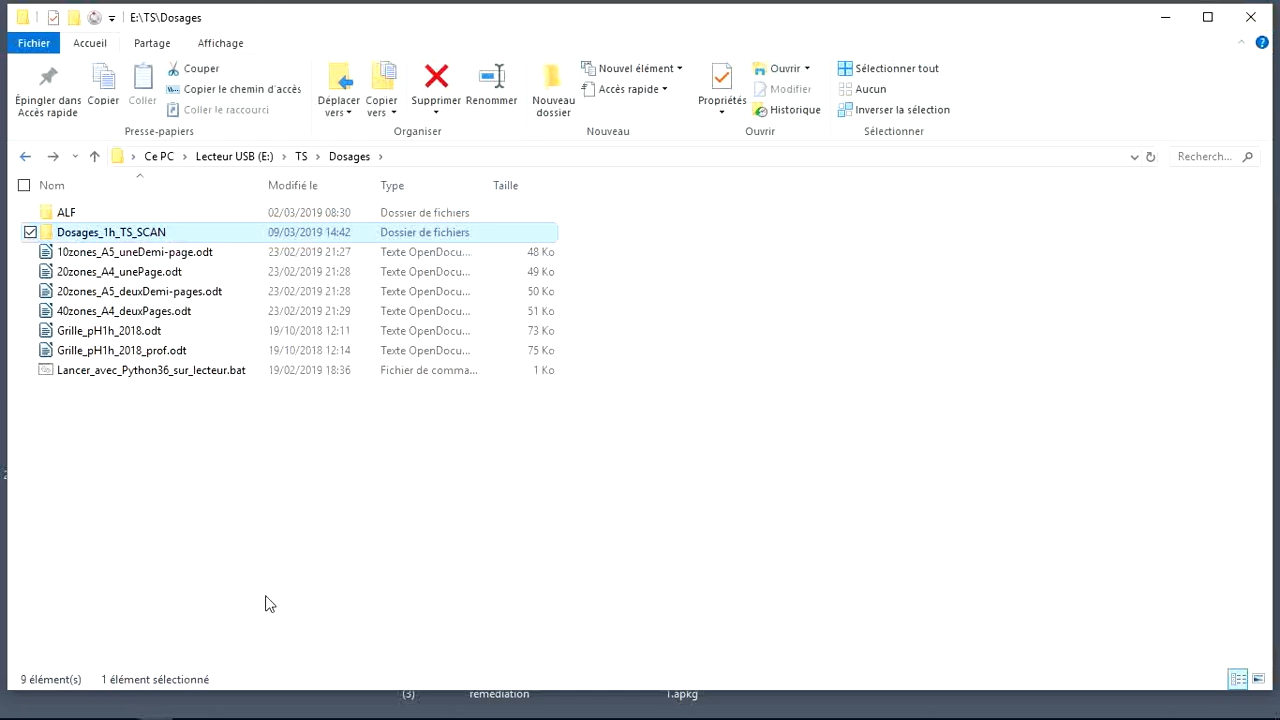 E:\TS\Dosages
Fichier Accueil Partage Affichage
Épingler dans Accès rapide
Copier
Coller
Couper
Copier le chemin d'accès
Coller le raccourci
Presse-papiers
Déplacer vers
Copier vers
Supprimer
Renommer
Organiser
Nouveau dossier
Nouvel élément
Accès rapide
Nouveau
Propriétés
Ouvrir
Modifier
Historique
Ouvrir
Sélectionner tout
Aucun
Inverser la sélection
Sélectionner
Ce PC > Lecteur USB (E:) > TS > Dosages >
Recherch...
Nom Modifié le Type Taille
ALF 02/03/2019 08:30 Dossier de fichiers
Dosages_1h_TS_SCAN 09/03/2019 14:42 Dossier de fichiers
10zones_A5_uneDemi-page.odt 23/02/2019 21:27 Texte OpenDocu... 48 Ko
20zones_A4_unePage.odt 23/02/2019 21:28 Texte OpenDocu... 49 Ko
20zones_A5_deuxDemi-pages.odt 23/02/2019 21:28 Texte OpenDocu... 50 Ko
40zones_A4_deuxPages.odt 23/02/2019 21:29 Texte OpenDocu... 51 Ko
Grille_pH1h_2018.odt 19/10/2018 12:11 Texte OpenDocu... 73 Ko
Grille_pH1h_2018_prof.odt 19/10/2018 12:14 Texte OpenDocu... 75 Ko
Lancer_avec_Python36_sur_lecteur.bat 19/02/2019 18:36 Fichier de comma... 1 Ko
9 élément(s) 1 élément sélectionné
(3) remediation 1.apkg